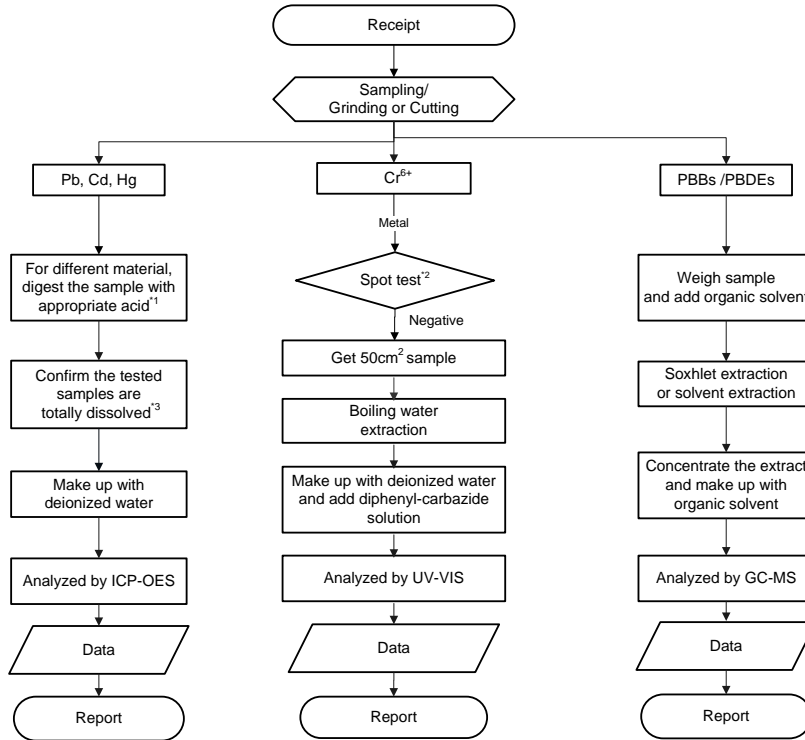 Receipt
Sampling/
Grinding or Cutting
Pb, Cd, Hg
For different material,
digest the sample with
appropriate acid*1
Confirm the tested
samples are
totally dissolved*3
Make up with
deionized water
Analyzed by ICP-OES
Data
Report
Cr6+
Metal
Spot test*2
Negative
Get 50cm2 sample
Boiling water
extraction
Make up with deionized water
and add diphenyl-carbazide
solution
Analyzed by UV-VIS
Data
Report
PBBs /PBDEs
Weigh sample
and add organic solvent
Soxhlet extraction
or solvent extraction
Concentrate the extract
and make up with
organic solvent
Analyzed by GC-MS
Data
Report